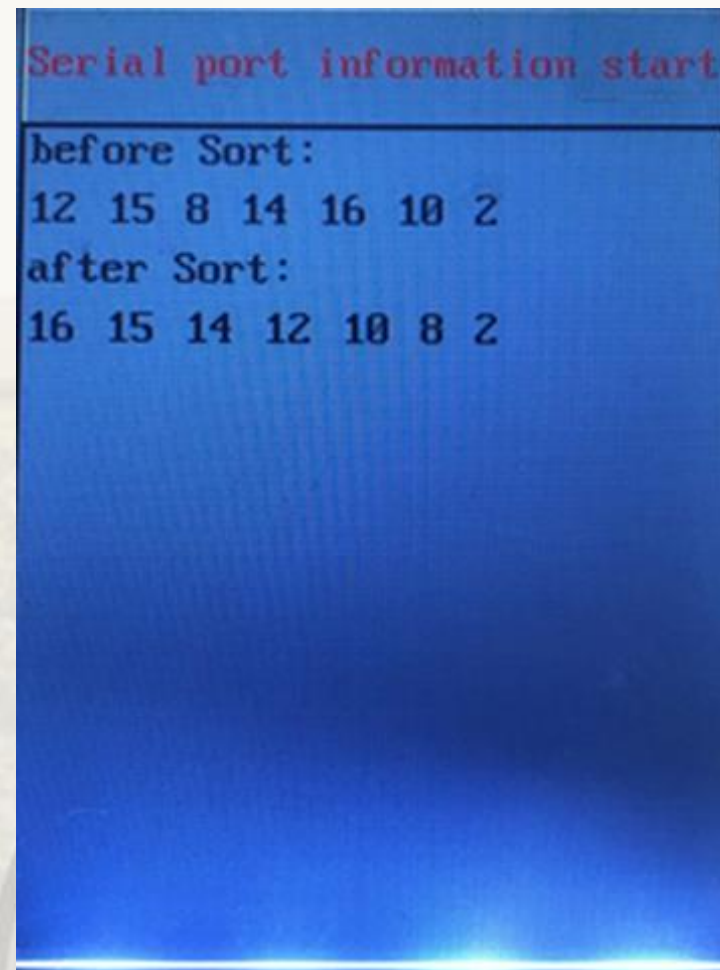 Serial port information start
before Sort:
12 15 8 14 16 10 2
after Sort:
16 15 14 12 10 8 2